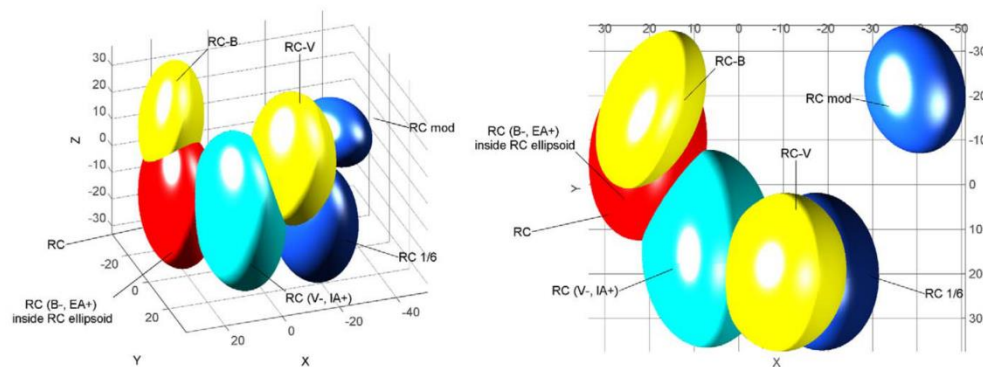 RC-B
RC-V
RC mod
30
20
10
0
-10
-20
-30
Z
RC
-20
0
20
RC (B-, EA+)
inside RC ellipsoid
RC (V-, IA+)
RC 1/6
20
0
-20
-40
Y
X
30 20 10 0 -10 -20 -30 -40 -50
RC-B
RC mod
RC (B-, EA+)
inside RC ellipsoid
RC-V
Y
RC
RC (V-, IA+)
RC 1/6
-30
-20
-10
0
10
20
30
X